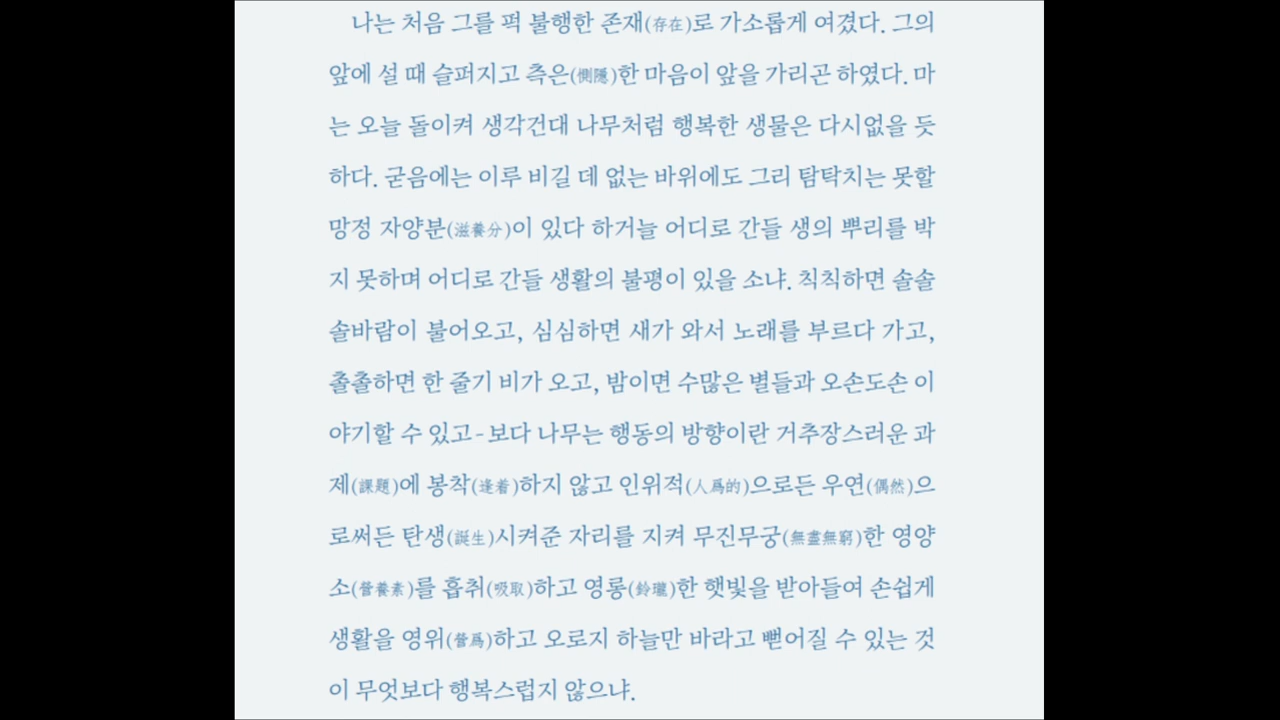 나는 처음 그를 퍽 불행한 존재(存在)로 가소롭게 여겼다. 그의
앞에 설 때 슬퍼지고 측은(惻隱)한 마음이 앞을 가리곤 하였다. 마
는 오늘 돌이켜 생각건대 나무처럼 행복한 생물은 다시없을 듯
하다. 굳음에는 이루 비길 데 없는 바위에도 그리 탐탁치는 못할
망정 자양분(滋養分)이 있다 하거늘 어디로 간들 생의 뿌리를 박
지 못하며 어디로 간들 생활의 불평이 있을 소냐. 칙칙하면 솔솔
솔바람이 불어오고, 심심하면 새가 와서 노래를 부르다 가고,
촐촐하면 한 줄기 비가 오고, 밤이면 수많은 별들과 오손도손 이
야기할 수 있고-보다 나무는 행동의 방향이란 거추장스러운 과
제(課題)에 봉착(逢着)하지 않고 인위적(人爲的)으로든 우연(偶然)으
로써든 탄생(誕生)시켜준 자리를 지켜 무진무궁(無盡無窮)한 영양
소(營養素)를 흡취(吸取)하고 영롱(鈴瓏)한 햇빛을 받아들여 손쉽게
생활을 영위(營爲)하고 오로지 하늘만 바라고 뻗어질 수 있는 것
이 무엇보다 행복스럽지 않으냐.